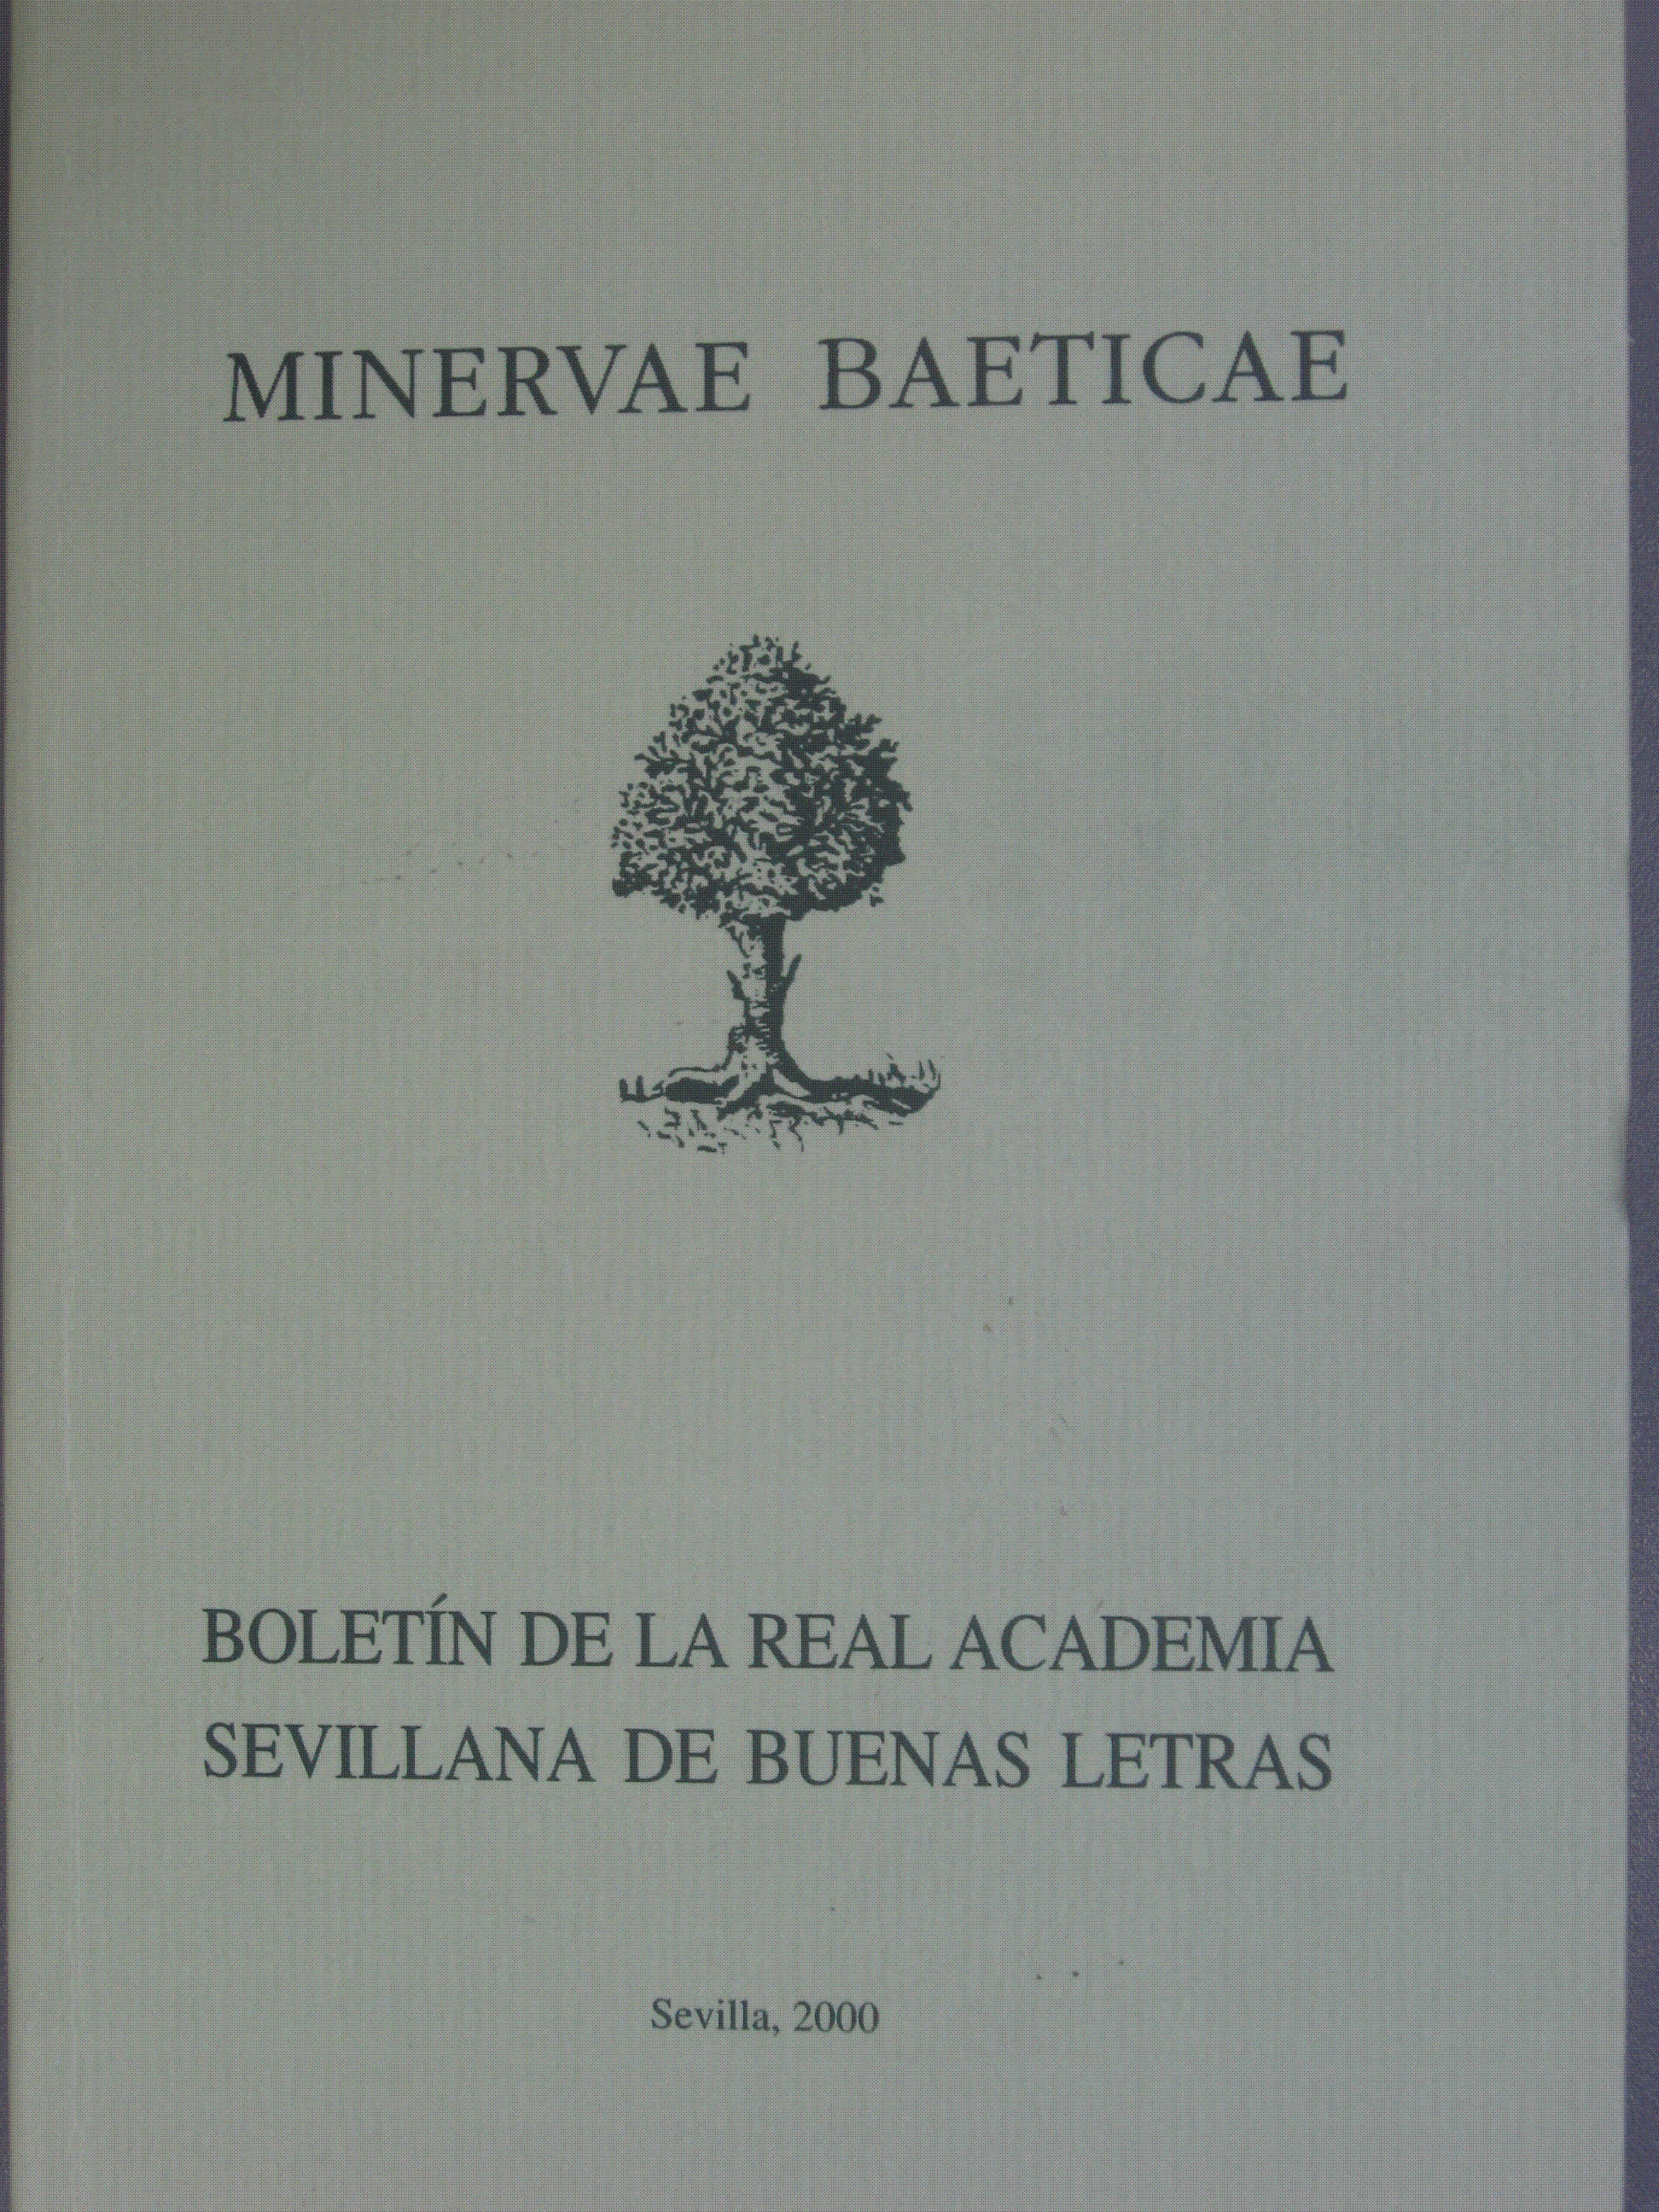 MINERVAE BAETICAE
BOLETÍN DE LA REAL ACADEMIA
SEVILLANA DE BUENAS LETRAS
Sevilla, 2000